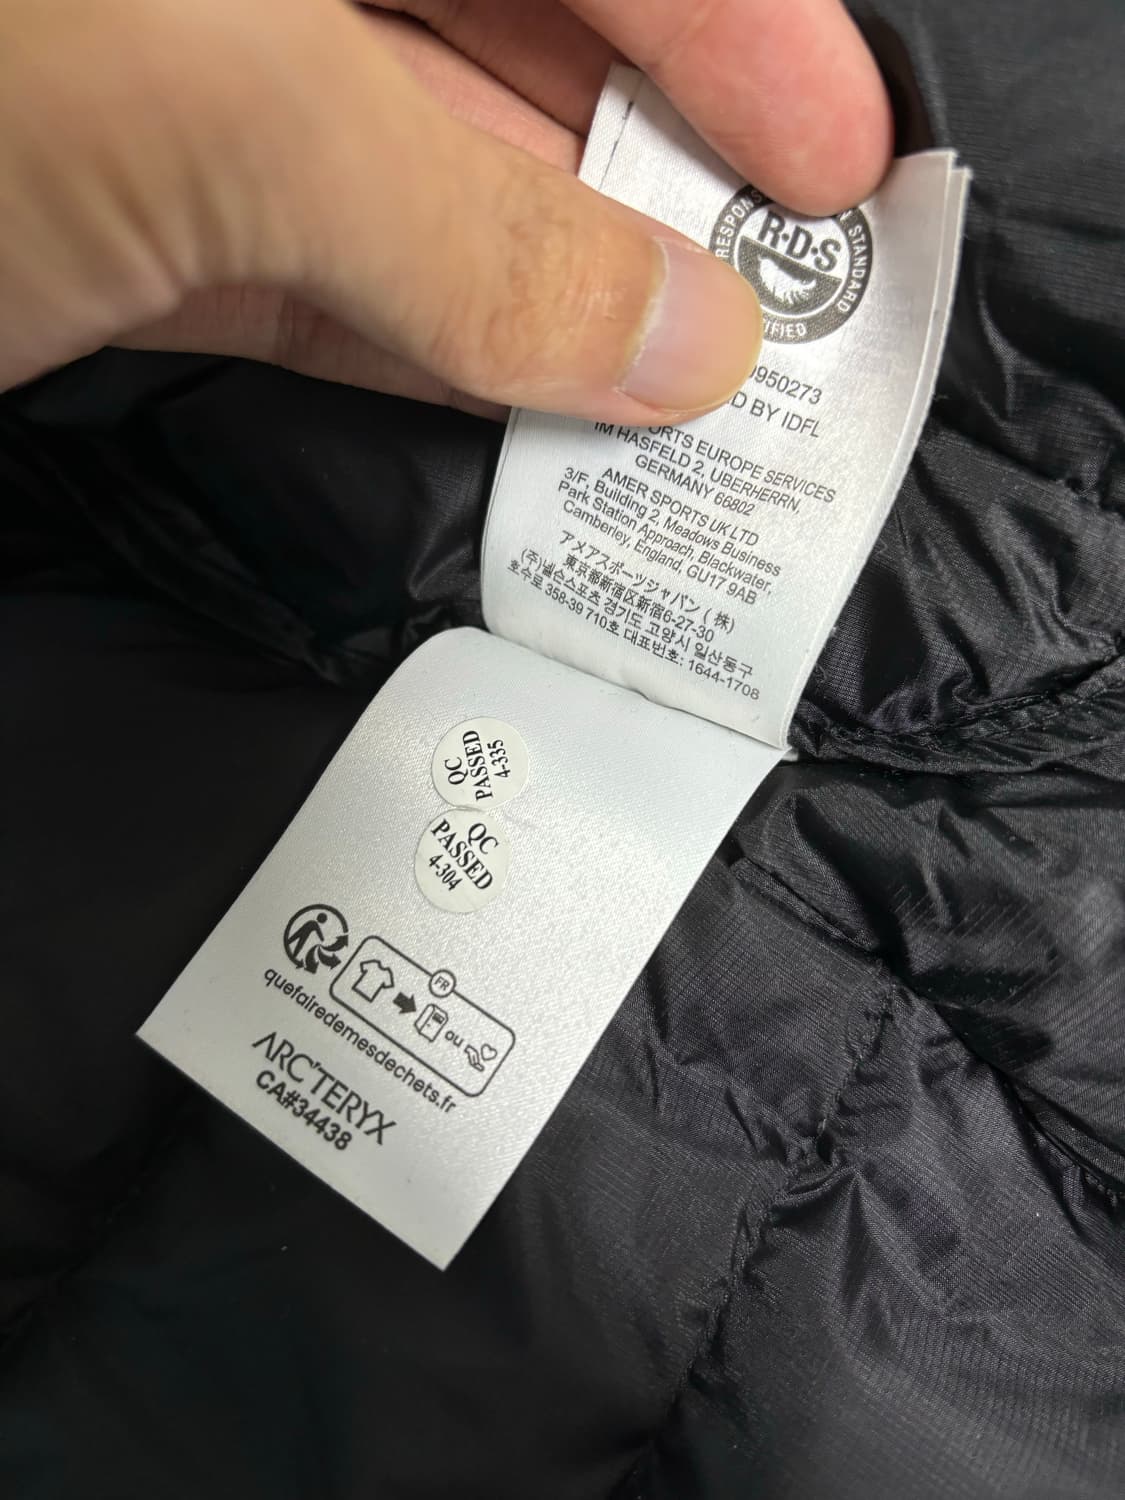 R·D·S
STANDARD
950273
BY IDFL
SPORTS EUROPE SERVICES
IM HASFELD 2, UBERHERRN,
GERMANY 66802
AMER SPORTS UK LTD
3/F, Building 2, Meadows Business
Park Station Approach, Blackwater,
Camberley, England, GU17 9AB
アメアスポーツジャパン (株)
東京都新宿区新宿6-27-30
(주)넬슨스포츠 경기도 고양시 일산동구
호수로 358-39 710호 대표번호: 1644-1708
QC
PASSED
4-335
QC
PASSED
4-304
FR
ou
quefairedemesdechets.fr
ARC'TERYX
CA#34438